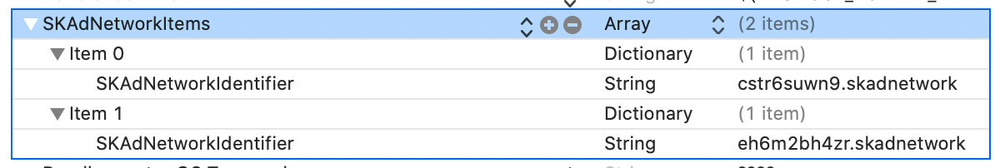 SKAdNetworkItems Array (2 items)
Item 0 Dictionary (1 item)
SKAdNetworkIdentifier String cstr6suwn9.skadnetwork
Item 1 Dictionary (1 item)
SKAdNetworkIdentifier String eh6m2bh4zr.skadnetwork